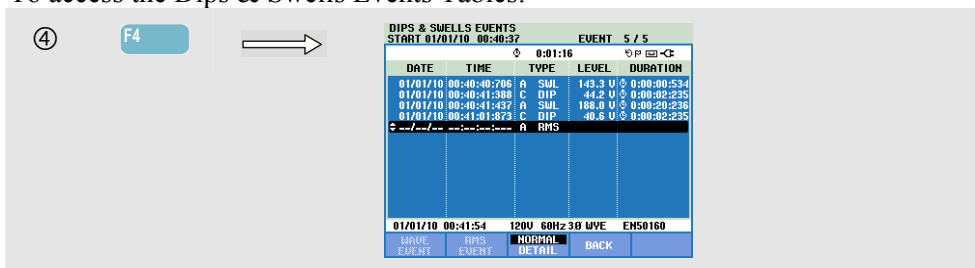 To access the Dips & Swells Events Tables:
④ F4
DIPS & SWELLS EVENTS
START 01/01/10 00:40:37 EVENT 5 / 5
0:01:16
DATE TIME TYPE LEVEL DURATION
01/01/10 00:40:40:706 A SWL 143.3 V 0:00:00:534
01/01/10 00:40:41:388 C DIP 44.2 V 0:00:02:235
01/01/10 00:40:41:437 A SWL 188.0 V 0:00:20:236
01/01/10 00:41:01:873 C DIP 40.6 V 0:00:02:235
--/--/-- --:--:--:--- A RMS
01/01/10 00:41:54 120V 60Hz 3Ø WYE EN50160
WAVE EVENT RMS EVENT NORMAL DETAIL BACK